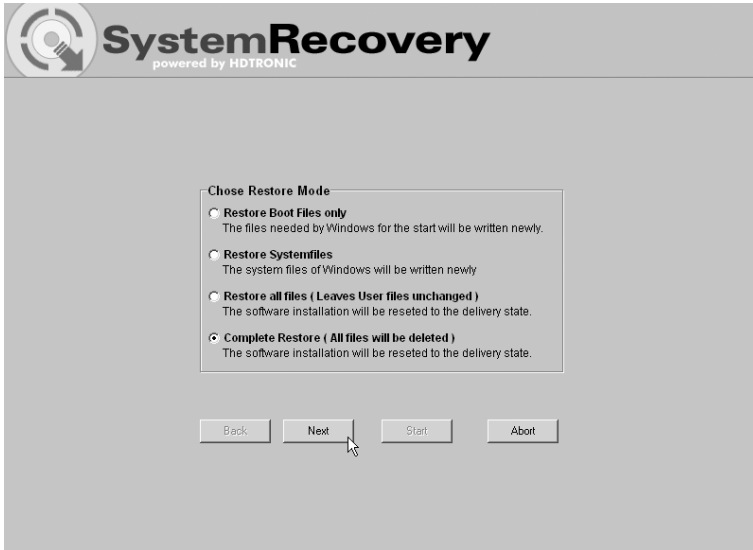 SystemRecovery
powered by HDTRONIC
Chose Restore Mode
Restore Boot Files only
The files needed by Windows for the start will be written newly.
Restore Systemfiles
The system files of Windows will be written newly
Restore all files ( Leaves User files unchanged )
The software installation will be reseted to the delivery state.
Complete Restore ( All files will be deleted )
The software installation will be reseted to the delivery state.
Back Next Start Abort